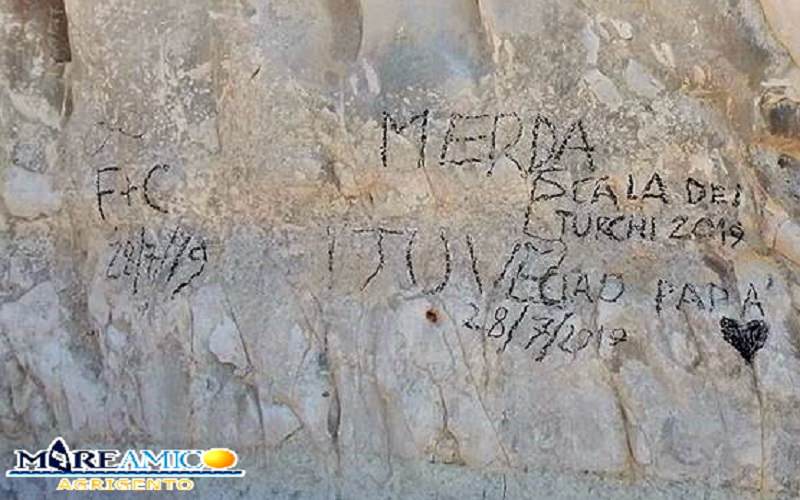 MERDA
F+C
28/7/19
SCALA DEI
TURCHI 2019
JUVE
CIAO PAPA'
28/7/2019
MAREAMICO
AGRIGENTO